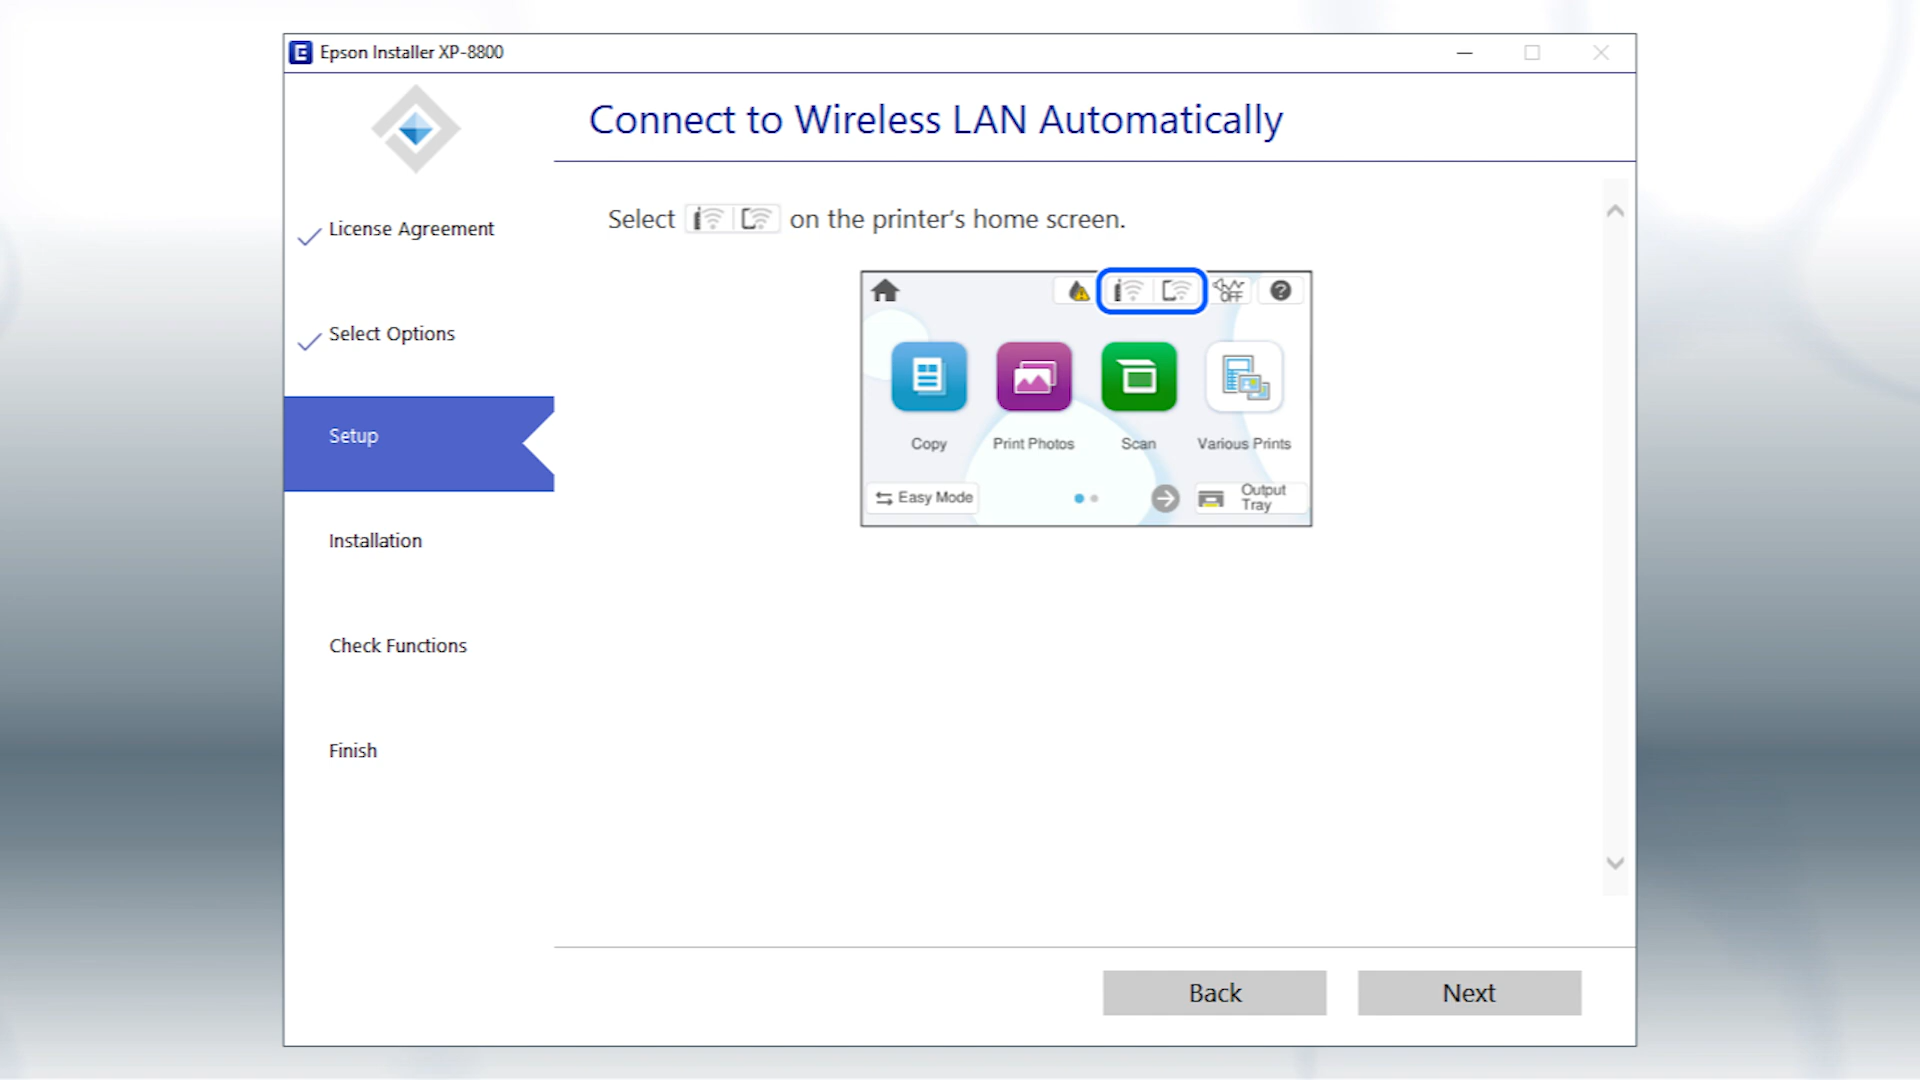 Epson Installer XP-8800
Connect to Wireless LAN Automatically
License Agreement
Select Options
Setup
Installation
Check Functions
Finish
Select on the printer's home screen.
OFF
?
Copy
Print Photos
Scan
Various Prints
Easy Mode
Output
Tray
Back
Next